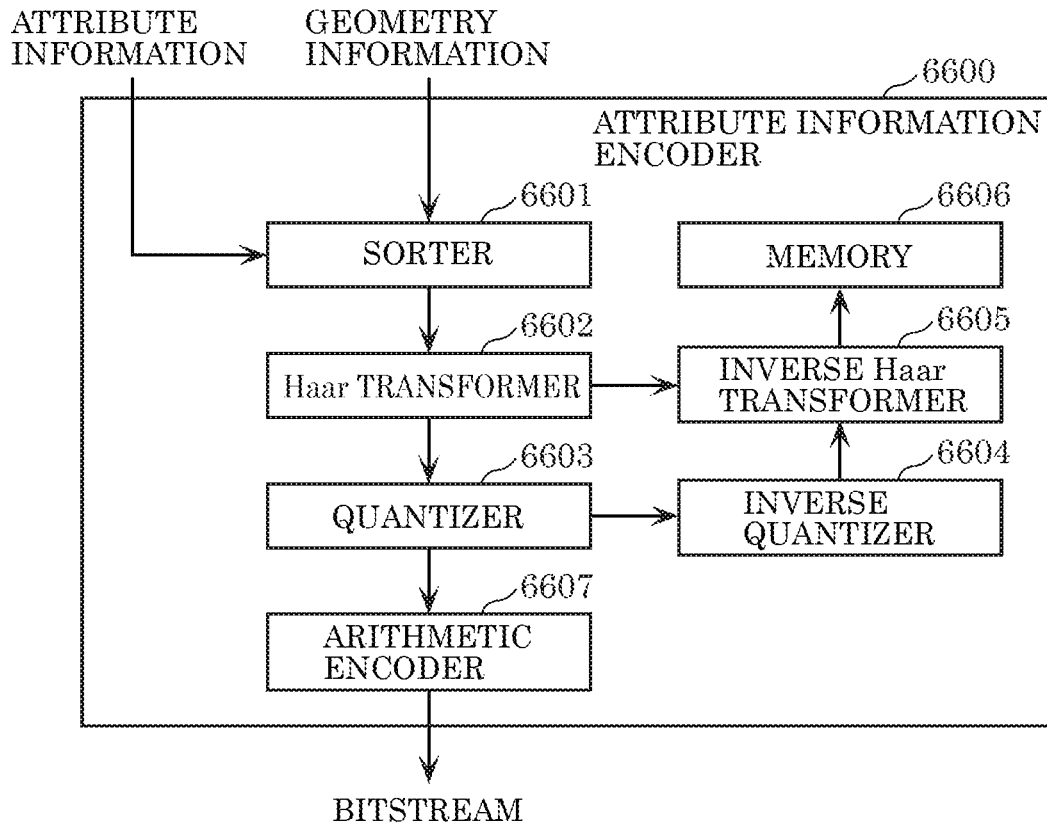 ATTRIBUTE
INFORMATION
GEOMETRY
INFORMATION
6600
ATTRIBUTE INFORMATION
ENCODER
6601
SORTER
6606
MEMORY
6602
Haar TRANSFORMER
6605
INVERSE Haar
TRANSFORMER
6603
QUANTIZER
6604
INVERSE
QUANTIZER
6607
ARITHMETIC
ENCODER
BITSTREAM